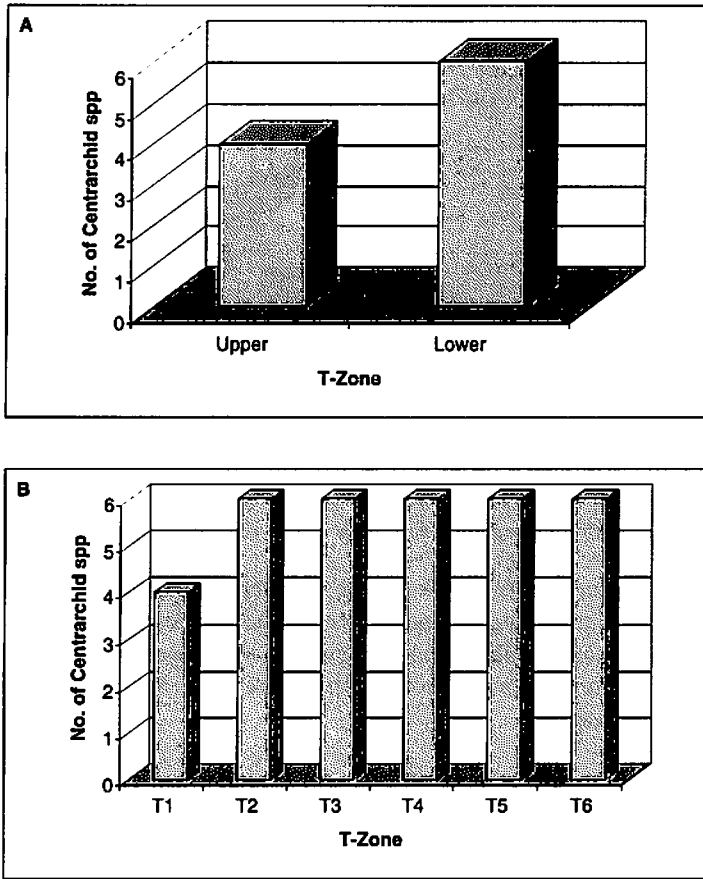 A
No. of Centrarchid spp
6
5
4
3
2
1
0
Upper Lower
T-Zone
B
No. of Centrarchid spp
6
5
4
3
2
1
0
T1 T2 T3 T4 T5 T6
T-Zone